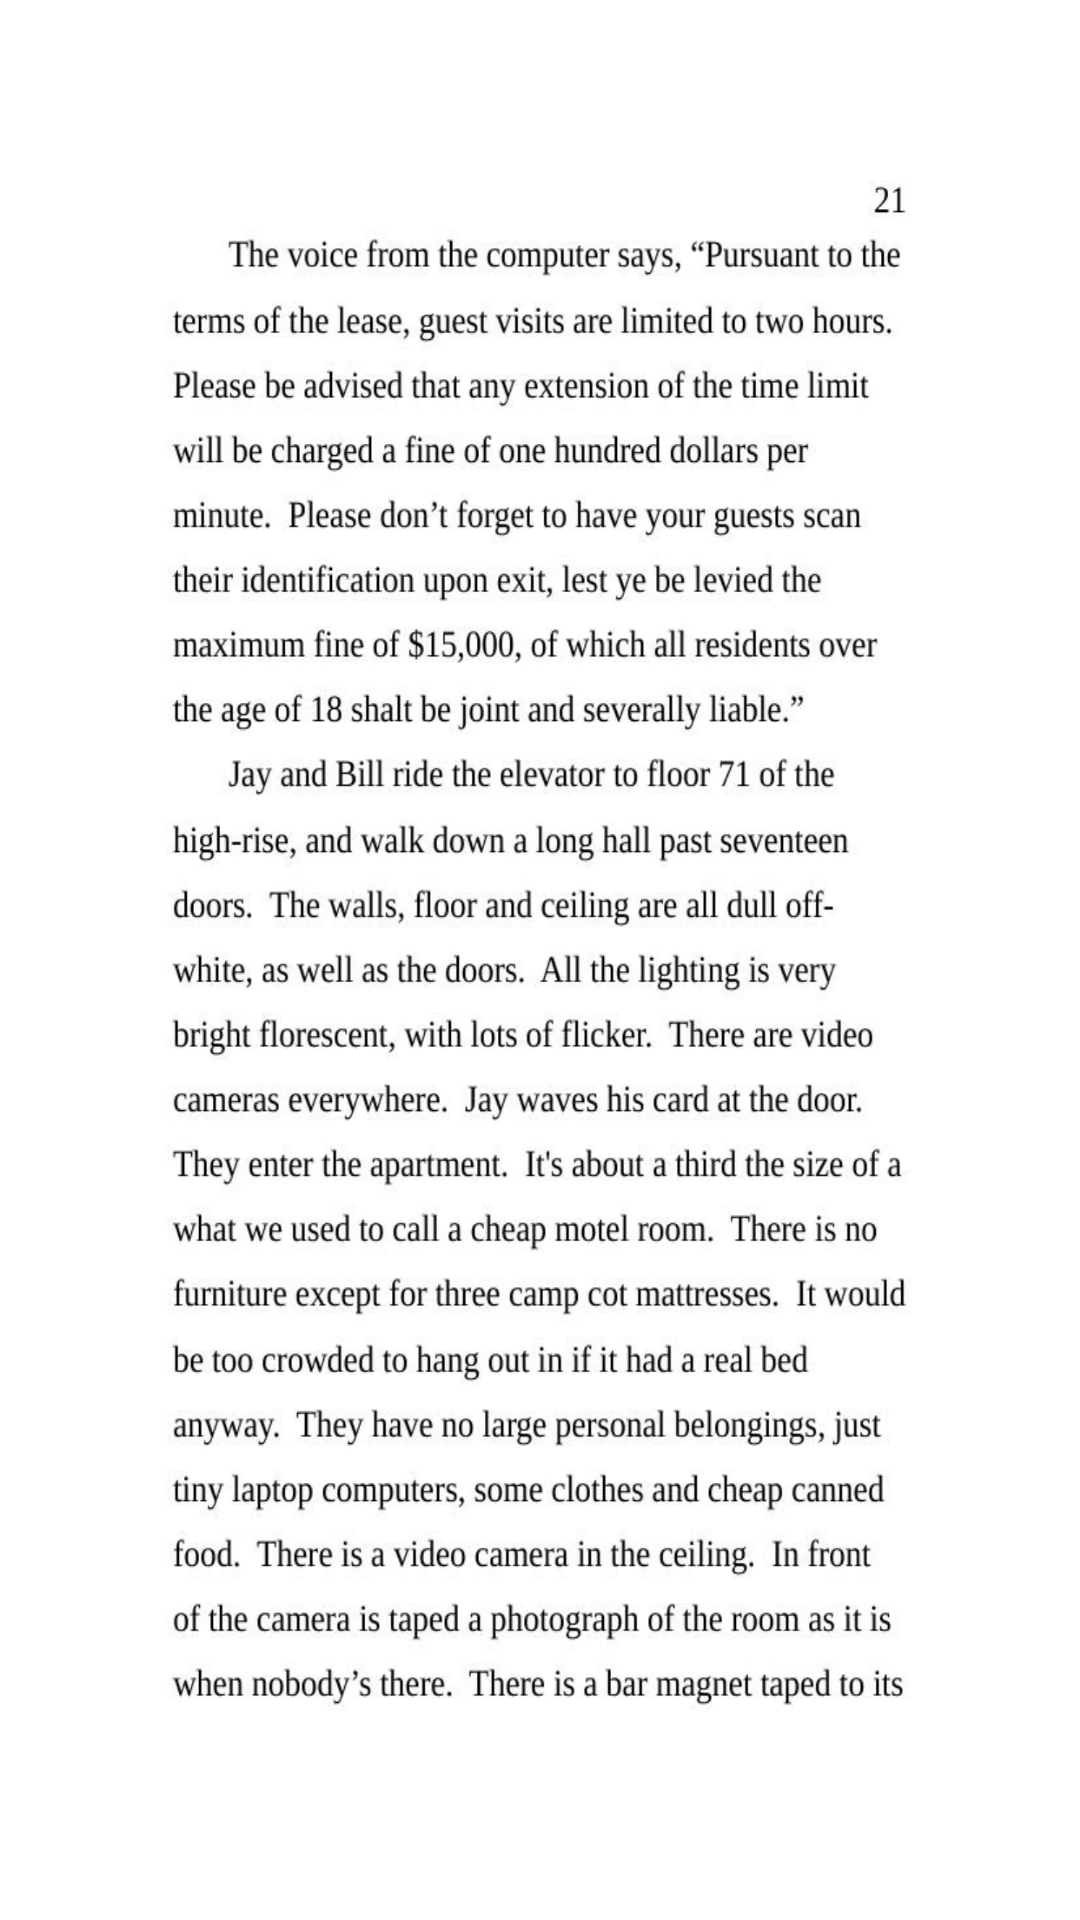 21
The voice from the computer says, “Pursuant to the
terms of the lease, guest visits are limited to two hours.
Please be advised that any extension of the time limit
will be charged a fine of one hundred dollars per
minute.  Please don’t forget to have your guests scan
their identification upon exit, lest ye be levied the
maximum fine of $15,000, of which all residents over
the age of 18 shalt be joint and severally liable.”
Jay and Bill ride the elevator to floor 71 of the
high-rise, and walk down a long hall past seventeen
doors.  The walls, floor and ceiling are all dull off-
white, as well as the doors.  All the lighting is very
bright florescent, with lots of flicker.  There are video
cameras everywhere.  Jay waves his card at the door.
They enter the apartment.  It's about a third the size of a
what we used to call a cheap motel room.  There is no
furniture except for three camp cot mattresses.  It would
be too crowded to hang out in if it had a real bed
anyway.  They have no large personal belongings, just
tiny laptop computers, some clothes and cheap canned
food.  There is a video camera in the ceiling.  In front
of the camera is taped a photograph of the room as it is
when nobody’s there.  There is a bar magnet taped to its